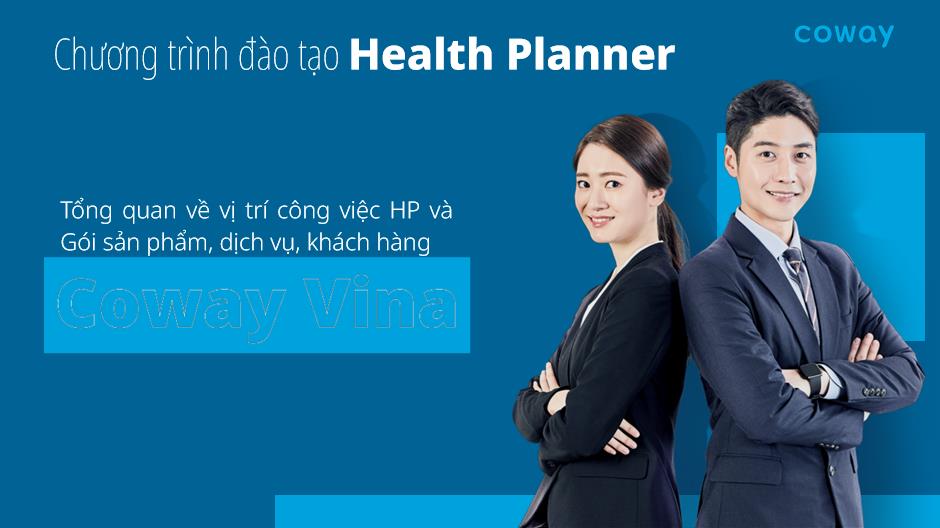 coway
Chương trình đào tạo Health Planner
Tổng quan về vị trí công việc HP và
Gói sản phẩm, dịch vụ, khách hàng
Coway Vina